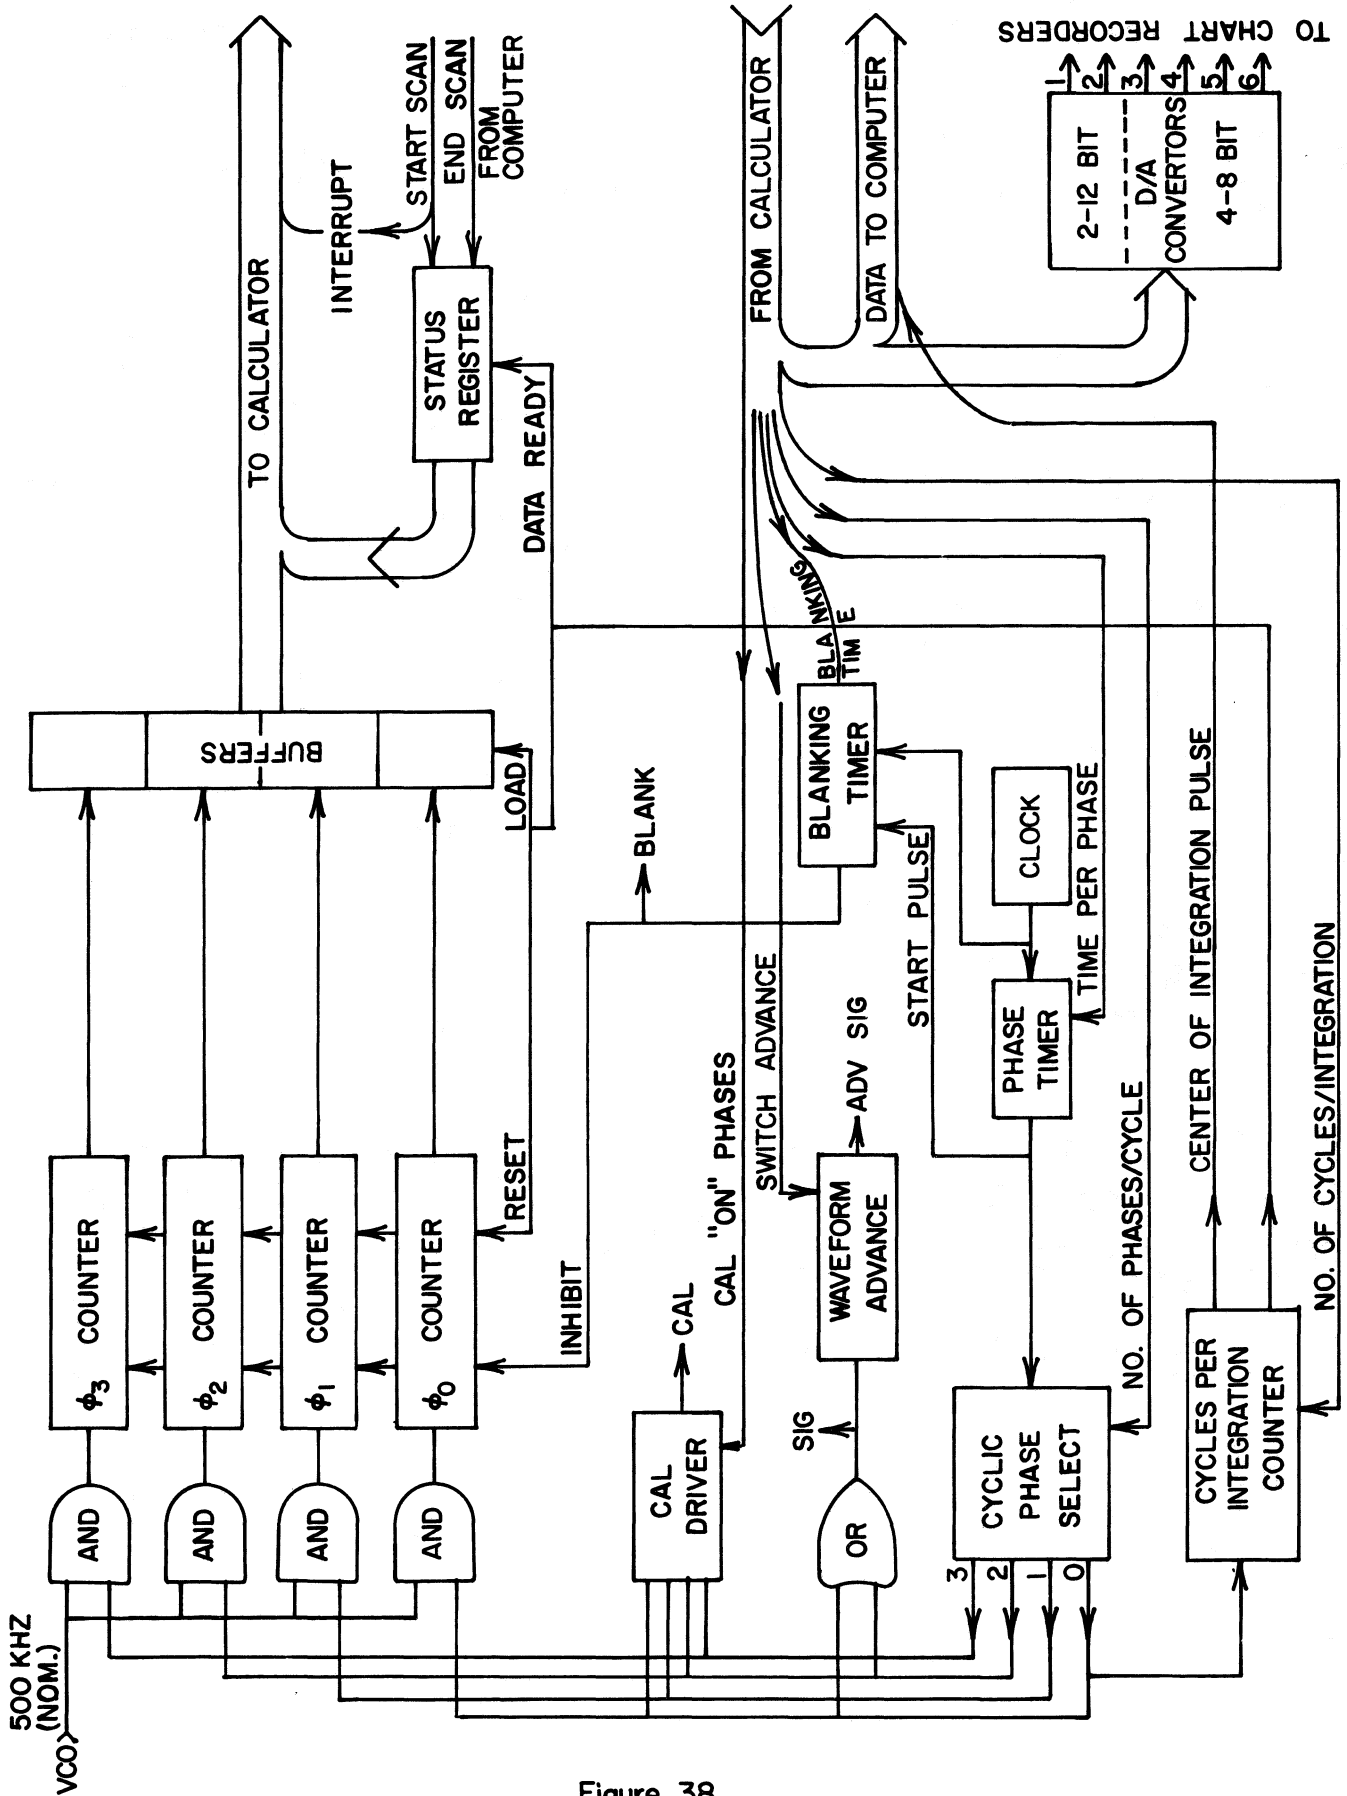 500 KHZ
(NOM.)
VCO
AND
AND
AND
AND
ϕ3 COUNTER
ϕ2 COUNTER
ϕ1 COUNTER
ϕ0 COUNTER
RESET
INHIBIT
BUFFERS
LOAD
TO CALCULATOR
INTERRUPT
START SCAN
END SCAN
FROM
COMPUTER
STATUS
REGISTER
DATA READY
BLANK
CAL
DRIVER
CAL
CAL "ON" PHASES
SWITCH ADVANCE
OR
SIG
WAVEFORM
ADVANCE
ADV SIG
START PULSE
BLANKING
TIMER
BLANKING
TIME
CLOCK
PHASE
TIMER
TIME PER PHASE
CYCLIC
PHASE
SELECT
3
2
1
0
NO. OF PHASES/CYCLE
CENTER OF INTEGRATION PULSE
CYCLES PER
INTEGRATION
COUNTER
NO. OF CYCLES/INTEGRATION
FROM CALCULATOR
DATA TO COMPUTER
2-12 BIT
D/A
CONVERTORS
4-8 BIT
1
2
3
4
5
6
TO CHART RECORDERS